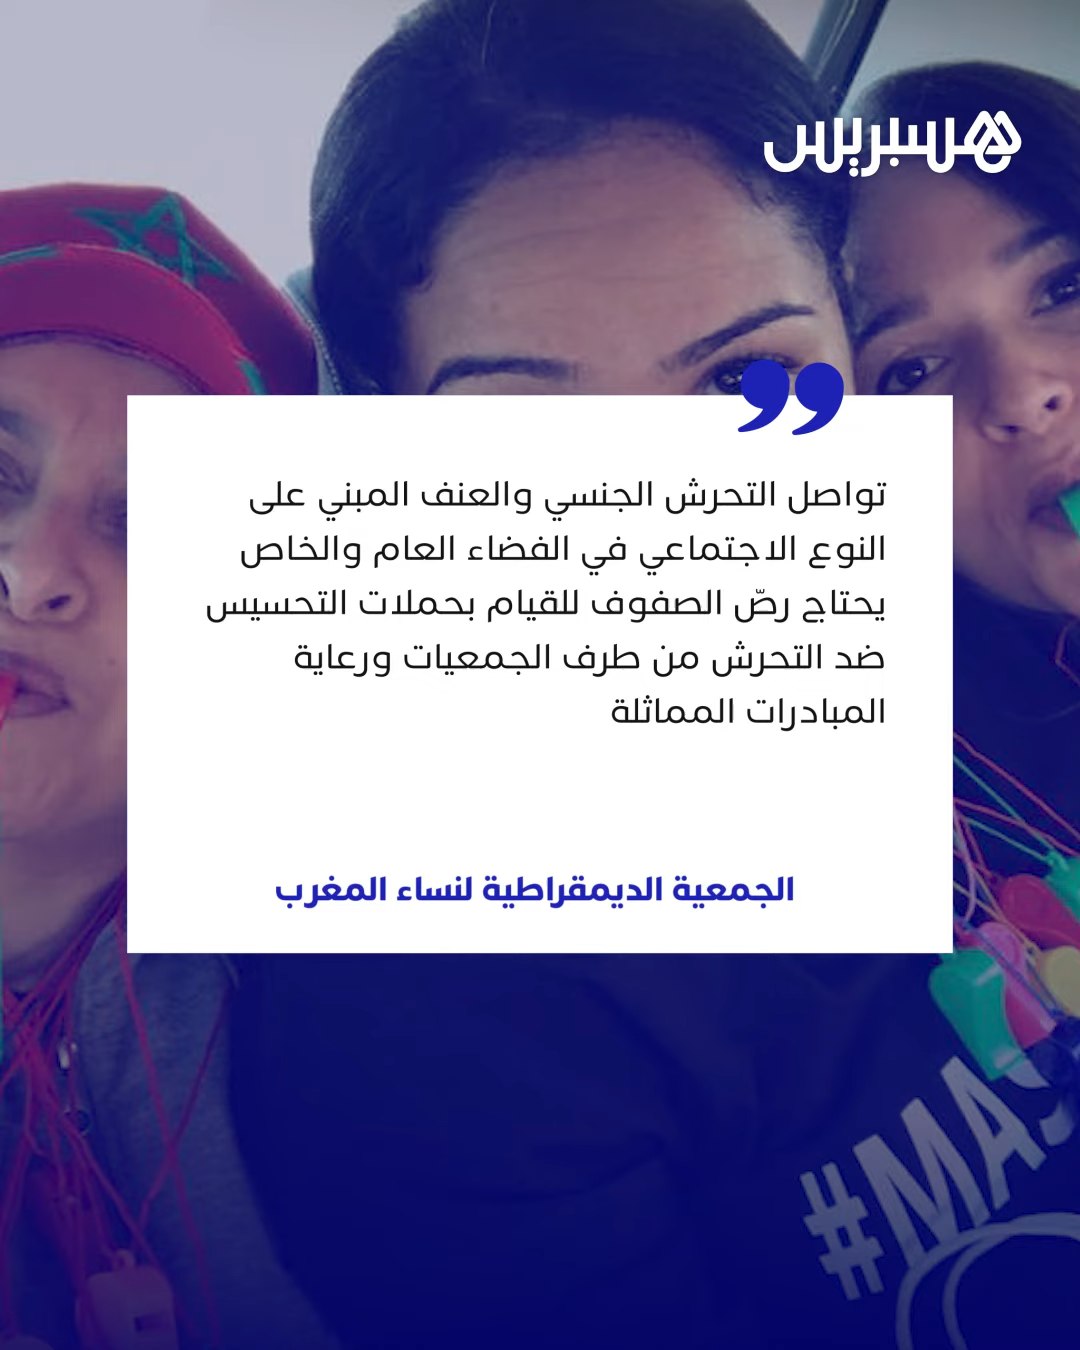 هسبريس
تواصل التحرش الجنسي والعنف المبني على
النوع الاجتماعي في الفضاء العام والخاص
يحتاج رصّ الصفوف للقيام بحملات التحسيس
ضد التحرش من طرف الجمعيات ورعاية
المبادرات المماثلة
الجمعية الديمقراطية لنساء المغرب
#MAS